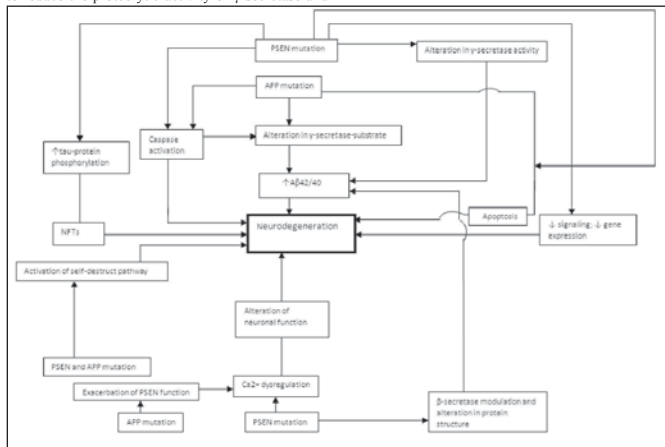 PSEN mutation
Alteration in γ-secretase activity
APP mutation
Caspase
activation
Alteration in γ-secretase-substrate
↑tau-protein
phosphorylation
↑Aβ42/40
Apoptosis
NFTs
Neurodegeneration
↓ signaling; ↓ gene
expression
Activation of self-destruct pathway
Alteration of
neuronal function
PSEN and APP mutation
Exacerbation of PSEN function
Ca2+ dysregulation
APP mutation
PSEN mutation
β-secretase modulation and
alteration in protein
structure